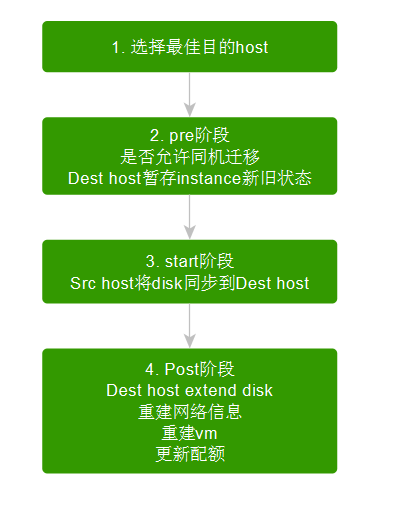 1. 选择最佳目的host
2. pre阶段
是否允许同机迁移
Dest host暂存instance新旧状态
3. start阶段
Src host将disk同步到Dest host
4. Post阶段
Dest host extend disk
重建网络信息
重建vm
更新配额